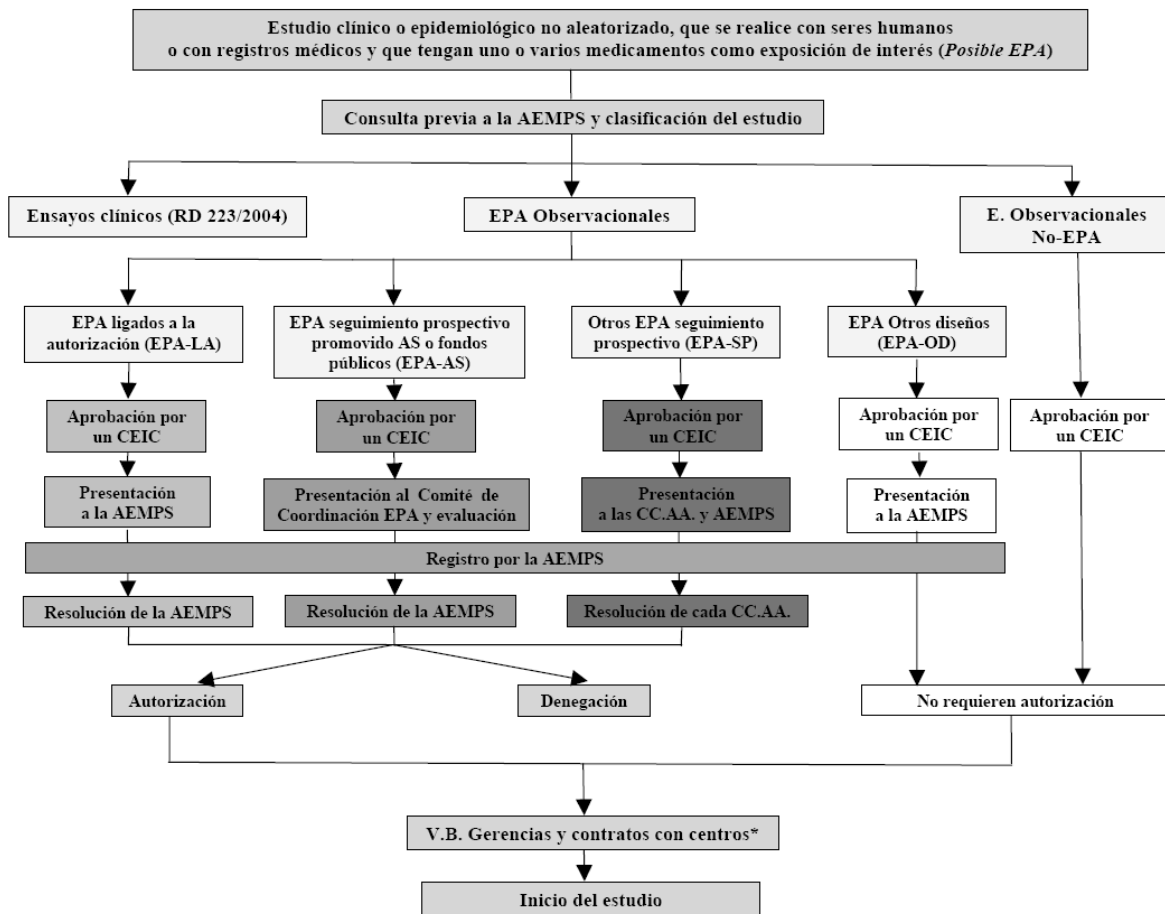 Estudio clínico o epidemiológico no aleatorizado, que se realice con seres humanos
o con registros médicos y que tengan uno o varios medicamentos como exposición de interés (Posible EPA)
Consulta previa a la AEMPS y clasificación del estudio
Ensayos clínicos (RD 223/2004)
EPA Observacionales
E. Observacionales
No-EPA
EPA ligados a la
autorización (EPA-LA)
EPA seguimiento prospectivo
promovido AS o fondos
públicos (EPA-AS)
Otros EPA seguimiento
prospectivo (EPA-SP)
EPA Otros diseños
(EPA-OD)
Aprobación por
un CEIC
Aprobación por
un CEIC
Aprobación por
un CEIC
Aprobación por
un CEIC
Aprobación por
un CEIC
Presentación
a la AEMPS
Presentación al Comité de
Coordinación EPA y evaluación
Presentación
a las CC.AA. y AEMPS
Presentación
a la AEMPS
Registro por la AEMPS
Resolución de la AEMPS
Resolución de la AEMPS
Resolución de cada CC.AA.
Autorización
Denegación
No requieren autorización
V.B. Gerencias y contratos con centros*
Inicio del estudio